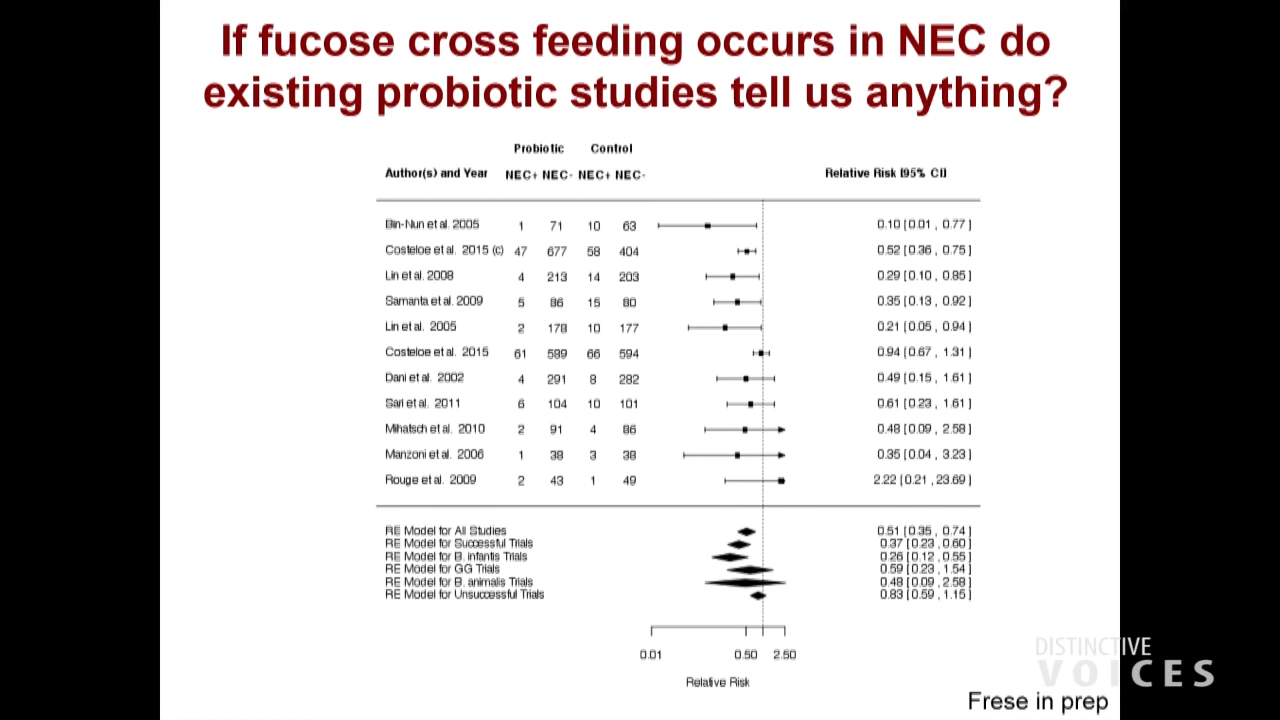 If fucose cross feeding occurs in NEC do
existing probiotic studies tell us anything?
Probiotic Control
Author(s) and Year NEC+ NEC- NEC+ NEC- Relative Risk [95% CI]
Bin-Nun et al. 2005 1 71 10 63 0.10 [0.01 , 0.77]
Costeloe et al. 2015 (c) 47 677 58 404 0.52 [0.36 , 0.75]
Lin et al. 2008 4 213 14 203 0.29 [0.10 , 0.85]
Samanta et al. 2009 5 86 15 80 0.35 [0.13 , 0.92]
Lin et al. 2005 2 178 10 177 0.21 [0.05 , 0.94]
Costeloe et al. 2015 61 589 66 594 0.94 [0.67 , 1.31]
Dani et al. 2002 4 291 8 282 0.49 [0.15 , 1.61]
Sari et al. 2011 6 104 10 101 0.61 [0.23 , 1.61]
Mihatsch et al. 2010 2 91 4 86 0.48 [0.09 , 2.58]
Manzoni et al. 2006 1 38 3 38 0.35 [0.04 , 3.23]
Rouge et al. 2009 2 43 1 49 2.22 [0.21 , 23.69]
RE Model for All Studies 0.51 [0.35 , 0.74]
RE Model for Successful Trials 0.37 [0.23 , 0.60]
RE Model for B. infantis Trials 0.26 [0.12 , 0.55]
RE Model for GG Trials 0.59 [0.23 , 1.54]
RE Model for B. animalis Trials 0.48 [0.09 , 2.58]
RE Model for Unsuccessful Trials 0.83 [0.59 , 1.15]
0.01 0.50 2.50
Relative Risk
DISTINCTIVE
VOICES
Frese in prep